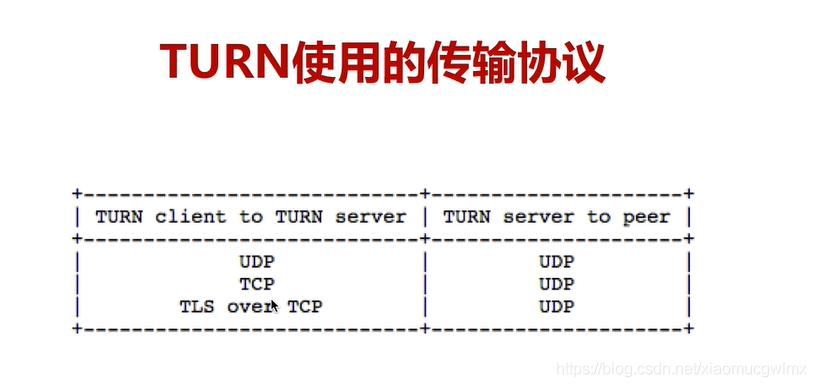 TURN使用的传输协议
+----------------------------+---------------------+
| TURN client to TURN server | TURN server to peer |
+----------------------------+---------------------+
| UDP | UDP |
| TCP | UDP |
| TLS over TCP | UDP |
+----------------------------+---------------------+
https://blog.csdn.net/xiaomucgwlmx